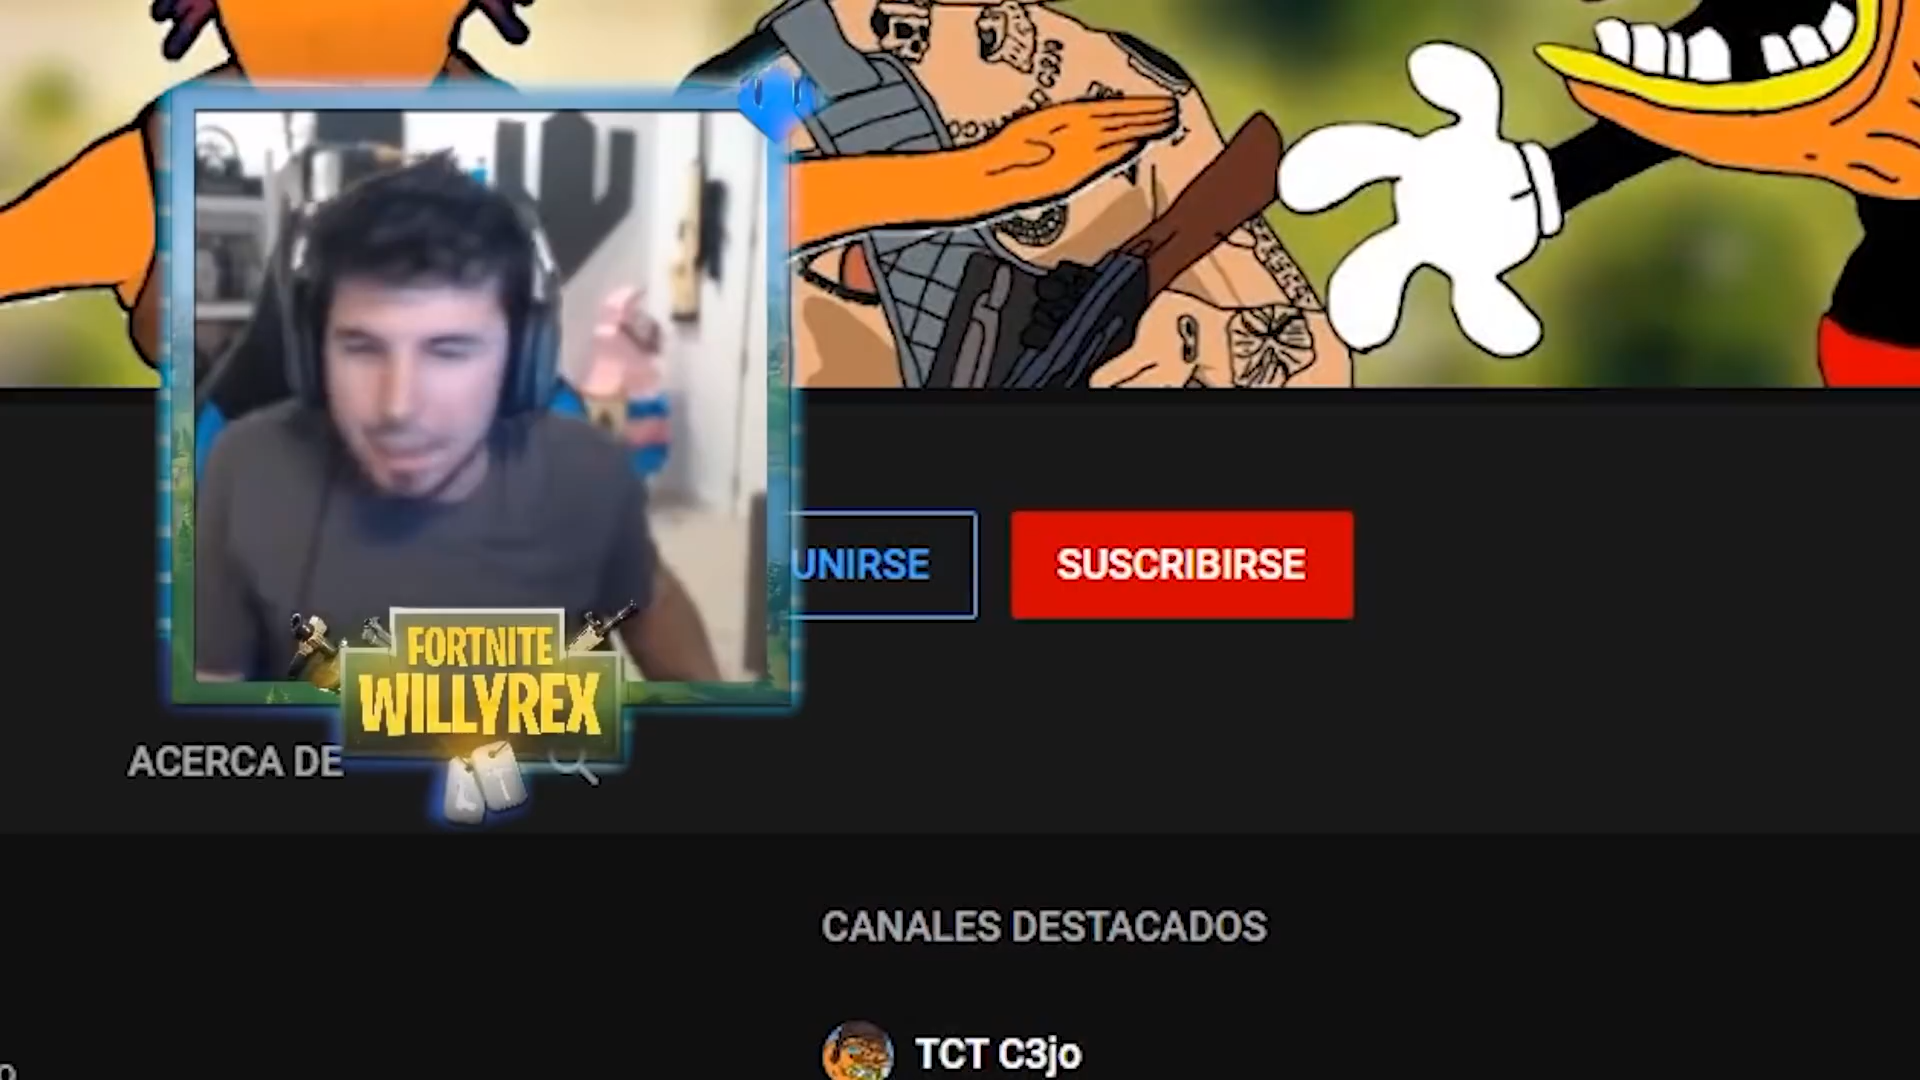 UNIRSE
SUSCRIBIRSE
FORTNITE
WILLYREX
ACERCA DE
CANALES DESTACADOS
TCT C3jo